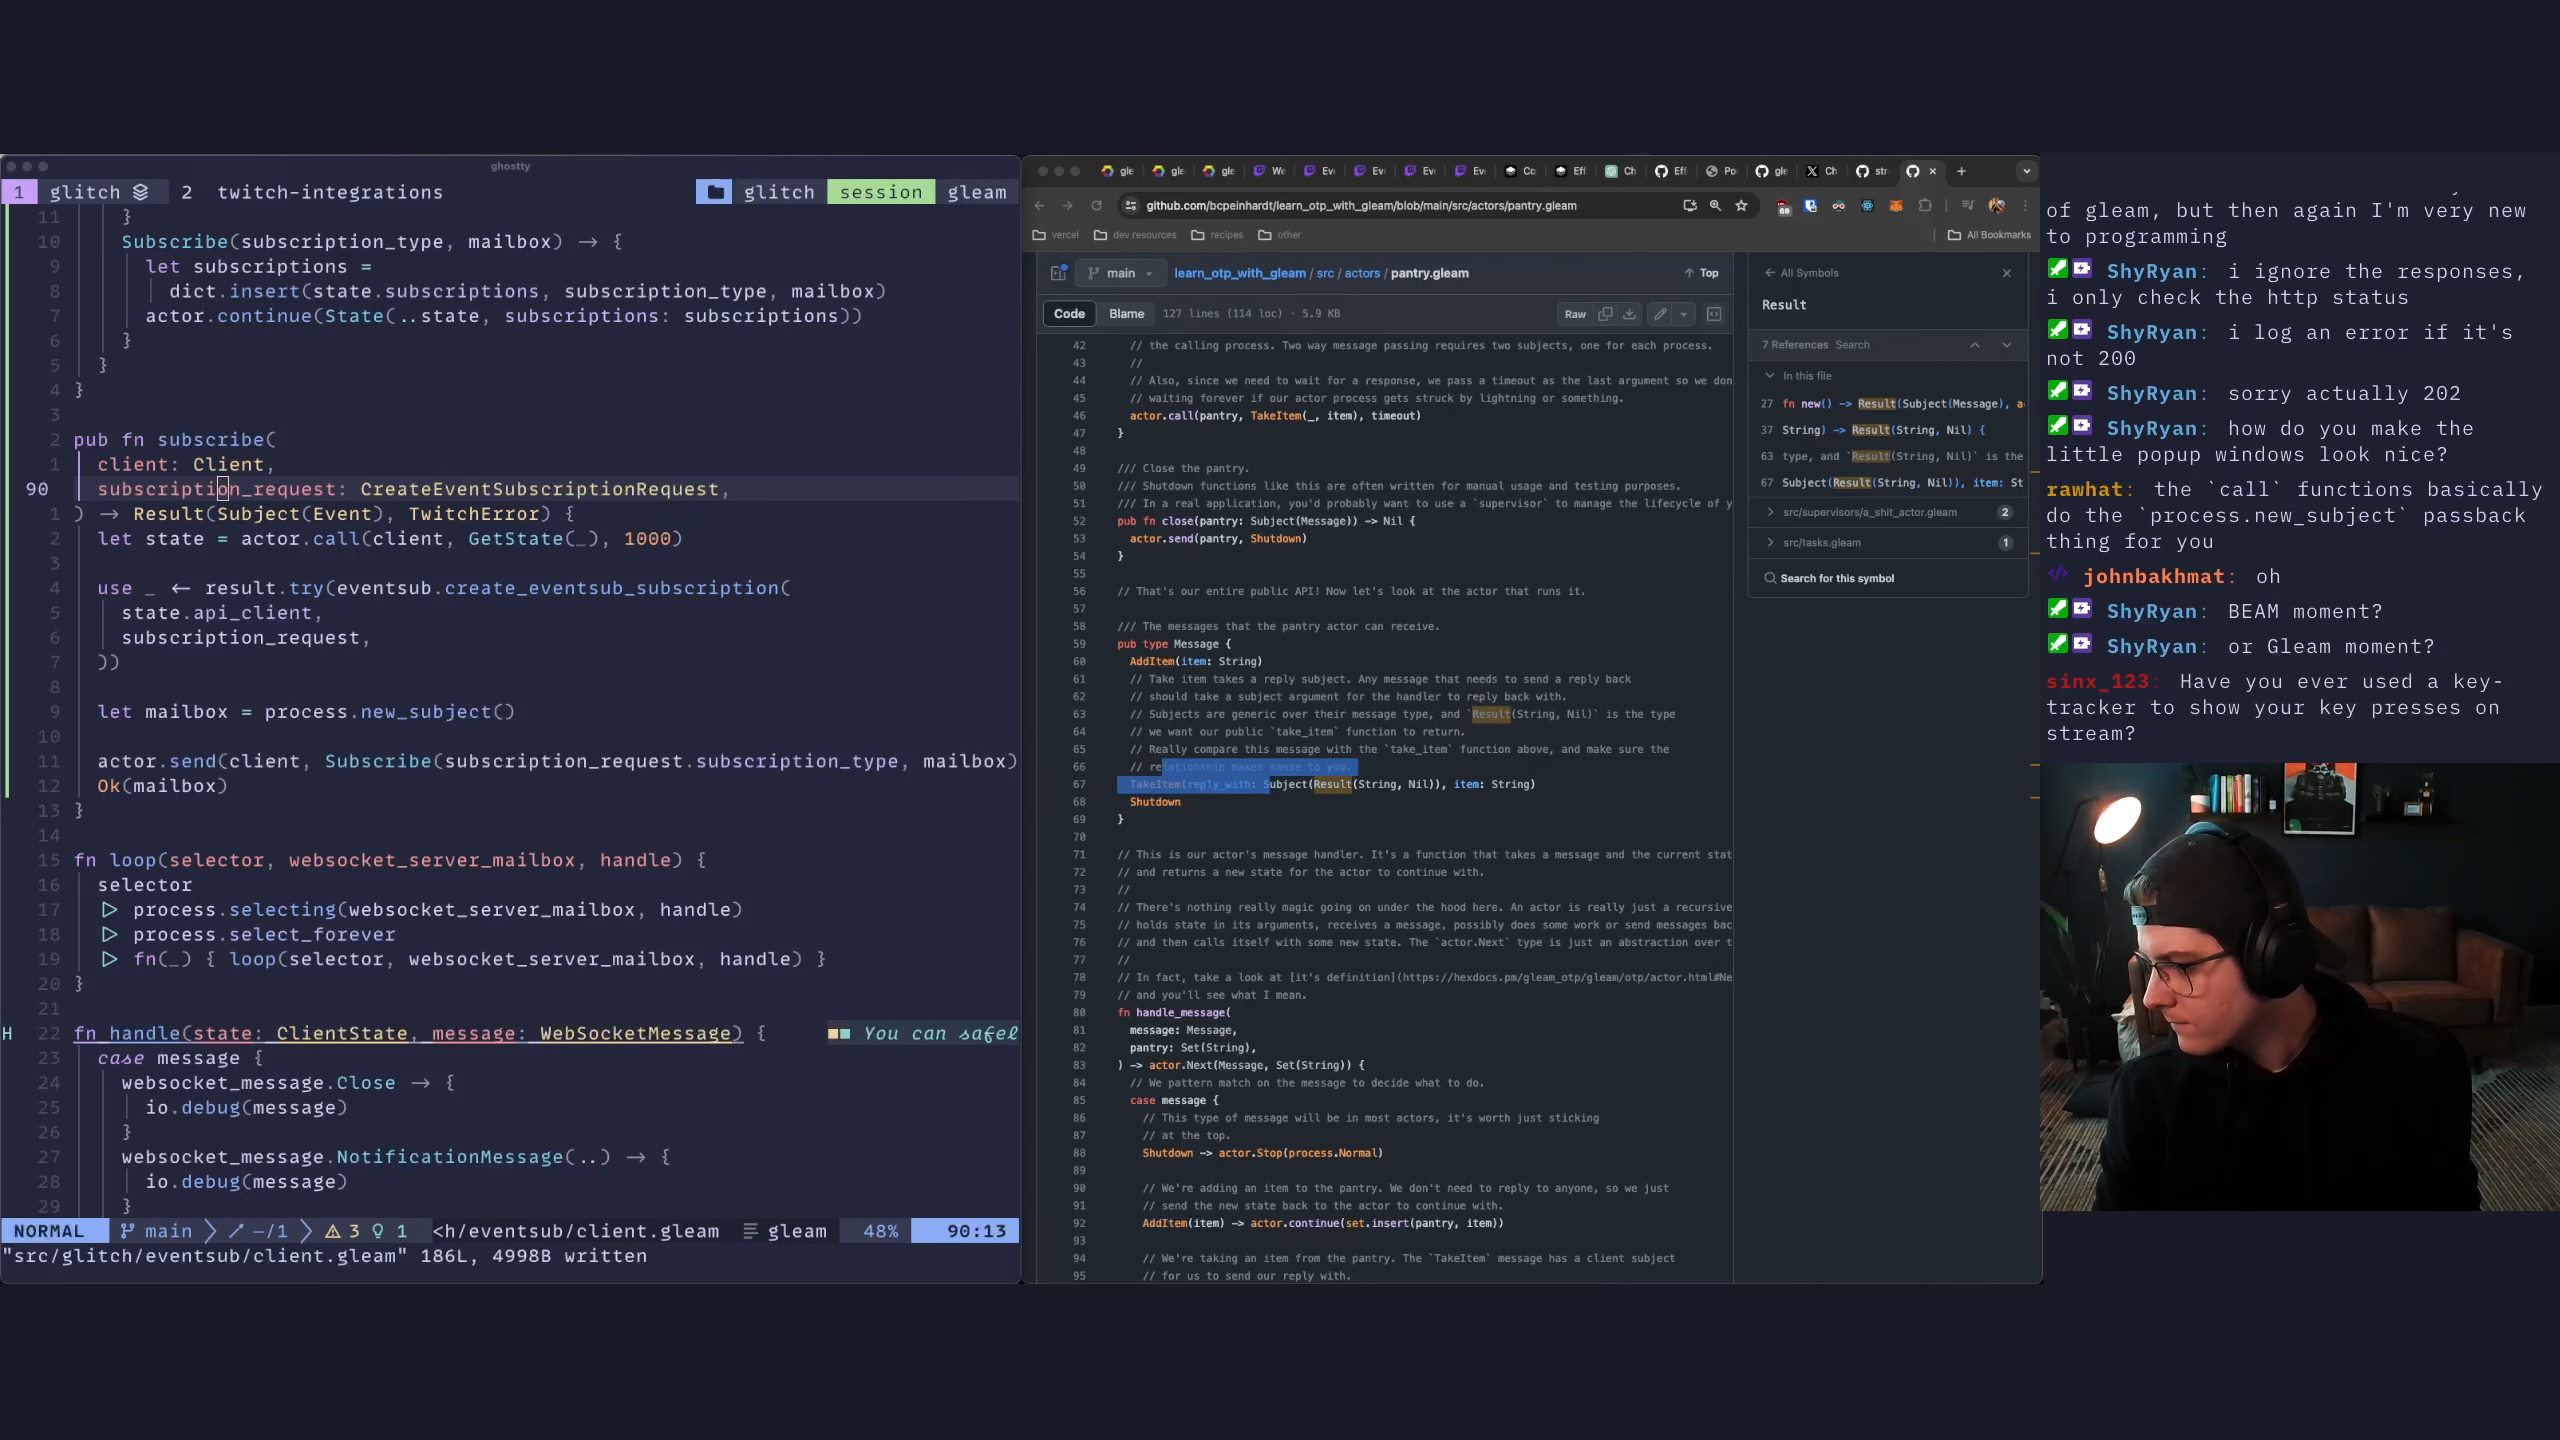 ghostty
1 glitch 2 twitch-integrations glitch session gleam
11 }
10 Subscribe(subscription_type, mailbox) → {
9 let subscriptions =
8 dict.insert(state.subscriptions, subscription_type, mailbox)
7 actor.continue(State(..state, subscriptions: subscriptions))
6 }
5 }
4 }
3
2 pub fn subscribe(
1 client: Client,
90 subscription_request: CreateEventSubscriptionRequest,
1 ) → Result(Subject(Event), TwitchError) {
2 let state = actor.call(client, GetState(_), 1000)
3
4 use _ ← result.try(eventsub.create_eventsub_subscription(
5 state.api_client,
6 subscription_request,
7 ))
8
9 let mailbox = process.new_subject()
10
11 actor.send(client, Subscribe(subscription_request.subscription_type, mailbox)
12 Ok(mailbox)
13 }
14
15 fn loop(selector, websocket_server_mailbox, handle) {
16 selector
17 ▷ process.selecting(websocket_server_mailbox, handle)
18 ▷ process.select_forever
19 ▷ fn(_) { loop(selector, websocket_server_mailbox, handle) }
20 }
21
H 22 fn handle(state: ClientState, message: WebSocketMessage) { You can safel
23 case message {
24 websocket_message.Close → {
25 io.debug(message)
26 }
27 websocket_message.NotificationMessage(..) → {
28 io.debug(message)
29 }
NORMAL main -/1 3 1 <h/eventsub/client.gleam gleam 48% 90:13
"src/glitch/eventsub/client.gleam" 186L, 4998B written
gle gle gle We Eve Eve Eve Eve Co Eff Ch Eff Po gle Ch str
github.com/bcpeinhardt/learn_otp_with_gleam/blob/main/src/actors/pantry.gleam
vercel dev resources recipes other All Bookmarks
main learn_otp_with_gleam / src / actors / pantry.gleam Top
Code Blame 127 lines (114 loc) · 5.9 KB Raw
42 // the calling process. Two way message passing requires two subjects, one for each process.
43 //
44 // Also, since we need to wait for a response, we pass a timeout as the last argument so we don
45 // waiting forever if our actor process gets struck by lightning or something.
46 actor.call(pantry, TakeItem(_, item), timeout)
47 }
48
49 /// Close the pantry.
50 /// Shutdown functions like this are often written for manual usage and testing purposes.
51 /// In a real application, you'd probably want to use a `supervisor` to manage the lifecycle of y
52 pub fn close(pantry: Subject(Message)) -> Nil {
53 actor.send(pantry, Shutdown)
54 }
55
56 // That's our entire public API! Now let's look at the actor that runs it.
57
58 /// The messages that the pantry actor can receive.
59 pub type Message {
60 AddItem(item: String)
61 // Take item takes a reply subject. Any message that needs to send a reply back
62 // should take a subject argument for the handler to reply back with.
63 // Subjects are generic over their message type, and `Result(String, Nil)` is the type
64 // we want our public `take_item` function to return.
65 // Really compare this message with the `take_item` function above, and make sure the
66 // relationship makes sense to you.
67 TakeItem(reply_with: Subject(Result(String, Nil)), item: String)
68 Shutdown
69 }
70
71 // This is our actor's message handler. It's a function that takes a message and the current stat
72 // and returns a new state for the actor to continue with.
73 //
74 // There's nothing really magic going on under the hood here. An actor is really just a recursive
75 // holds state in its arguments, receives a message, possibly does some work or send messages bac
76 // and then calls itself with some new state. The `actor.Next` type is just an abstraction over t
77 //
78 // In fact, take a look at [it's definition](https://hexdocs.pm/gleam_otp/gleam/otp/actor.html#Ne
79 // and you'll see what I mean.
80 fn handle_message(
81 message: Message,
82 pantry: Set(String),
83 ) -> actor.Next(Message, Set(String)) {
84 // We pattern match on the message to decide what to do.
85 case message {
86 // This type of message will be in most actors, it's worth just sticking
87 // at the top.
88 Shutdown -> actor.Stop(process.Normal)
89
90 // We're adding an item to the pantry. We don't need to reply to anyone, so we just
91 // send the new state back to the actor to continue with.
92 AddItem(item) -> actor.continue(set.insert(pantry, item))
93
94 // We're taking an item from the pantry. The `TakeItem` message has a client subject
95 // for us to send our reply with.
All Symbols
Result
7 References Search
In this file
27 fn new() -> Result(Subject(Message), a
37 String) -> Result(String, Nil) {
63 type, and `Result(String, Nil)` is the
67 Subject(Result(String, Nil)), item: St
src/supervisors/a_shit_actor.gleam 2
src/tasks.gleam 1
Search for this symbol
of gleam, but then again I'm very new
to programming
ShyRyan: i ignore the responses,
i only check the http status
ShyRyan: i log an error if it's
not 200
ShyRyan: sorry actually 202
ShyRyan: how do you make the
little popup windows look nice?
rawhat: the `call` functions basically
do the `process.new_subject` passback
thing for you
johnbakhmat: oh
ShyRyan: BEAM moment?
ShyRyan: or Gleam moment?
sinx_123: Have you ever used a key-
tracker to show your key presses on
stream?